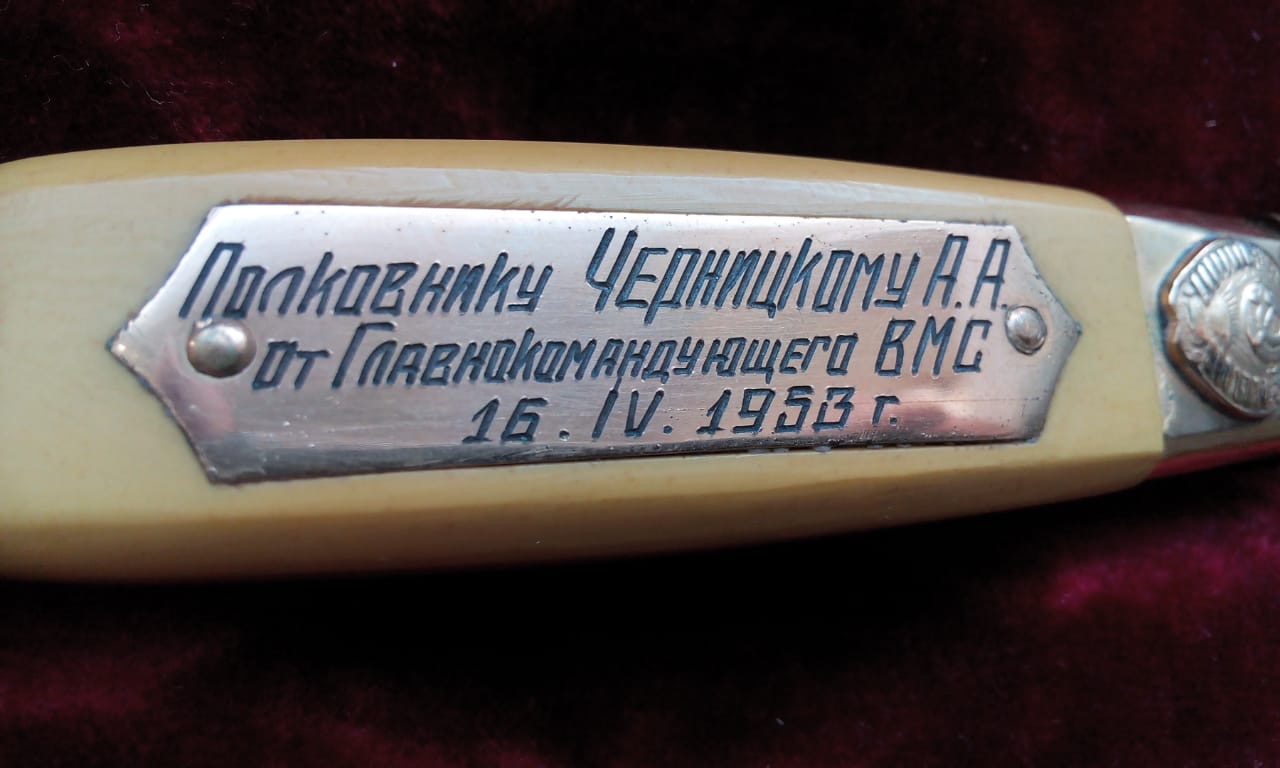 Полковнику Черницкому А.А.
от Главнокомандующего ВМС
16.IV.1953 г.